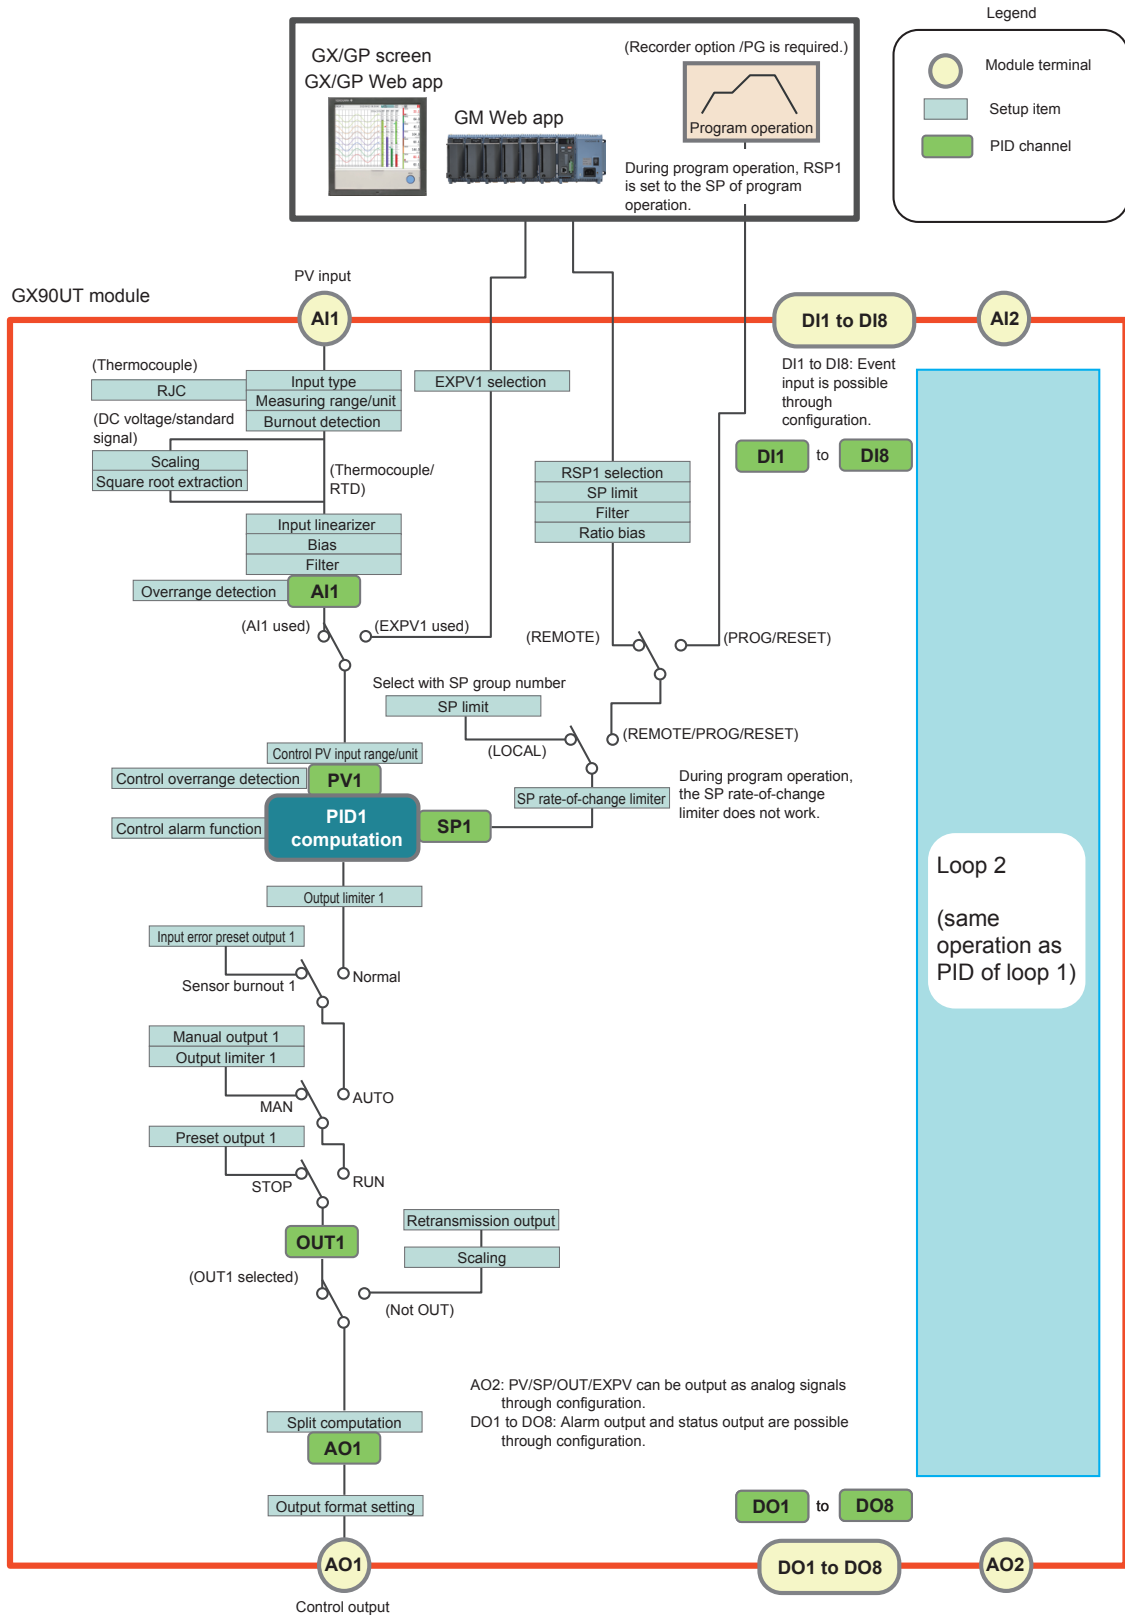 Legend
GX/GP screen
GX/GP Web app
GM Web app
(Recorder option /PG is required.)
Program operation
During program operation, RSP1
is set to the SP of program
operation.
Module terminal
Setup item
PID channel
GX90UT module
PV input
AI1
DI1 to DI8
AI2
(Thermocouple)
RJC
Input type
Measuring range/unit
Burnout detection
(DC voltage/standard
signal)
Scaling
Square root extraction
(Thermocouple/
RTD)
Input linearizer
Bias
Filter
Overrange detection
AI1
(AI1 used)
(EXPV1 used)
EXPV1 selection
RSP1 selection
SP limit
Filter
Ratio bias
DI1 to DI8: Event
input is possible
through
configuration.
DI1 to DI8
(REMOTE)
(PROG/RESET)
Select with SP group number
SP limit
(LOCAL)
(REMOTE/PROG/RESET)
Control PV input range/unit
Control overrange detection
PV1
SP rate-of-change limiter
During program operation,
the SP rate-of-change
limiter does not work.
Control alarm function
PID1
computation
SP1
Output limiter 1
Input error preset output 1
Sensor burnout 1
Normal
Manual output 1
Output limiter 1
MAN
AUTO
Preset output 1
STOP
RUN
OUT1
Retransmission output
Scaling
(OUT1 selected)
(Not OUT)
Loop 2
(same
operation as
PID of loop 1)
AO2: PV/SP/OUT/EXPV can be output as analog signals
through configuration.
DO1 to DO8: Alarm output and status output are possible
through configuration.
Split computation
AO1
Output format setting
DO1 to DO8
AO1
DO1 to DO8
AO2
Control output